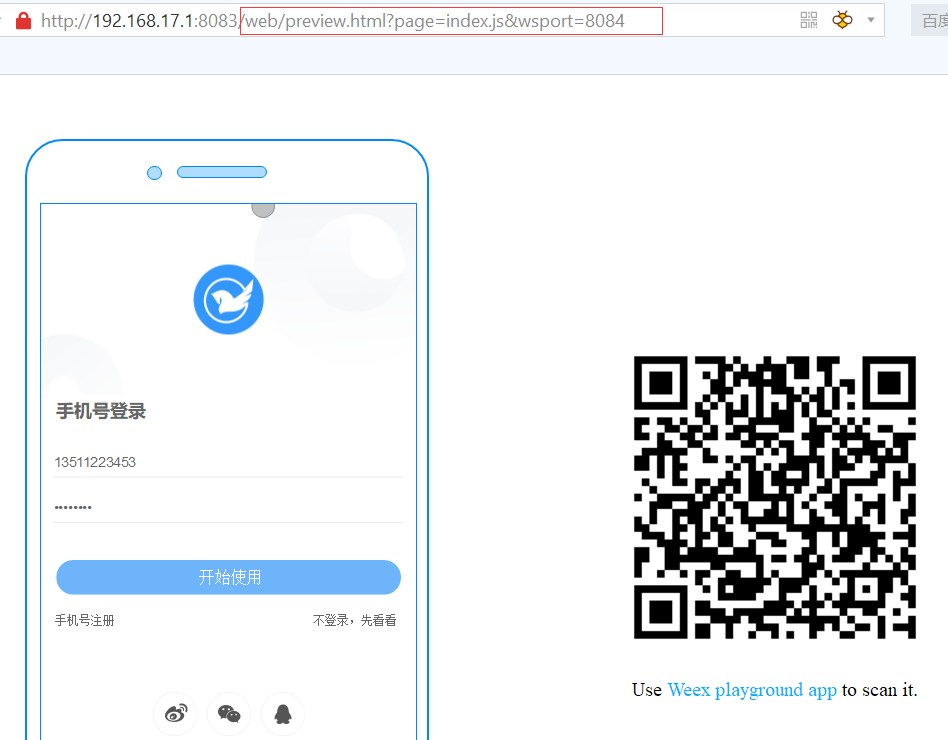 http://192.168.17.1:8083/web/preview.html?page=index.js&wsport=8084
百度
手机号登录
13511223453
••••••••
开始使用
手机号注册
不登录，先看看
Use Weex playground app to scan it.